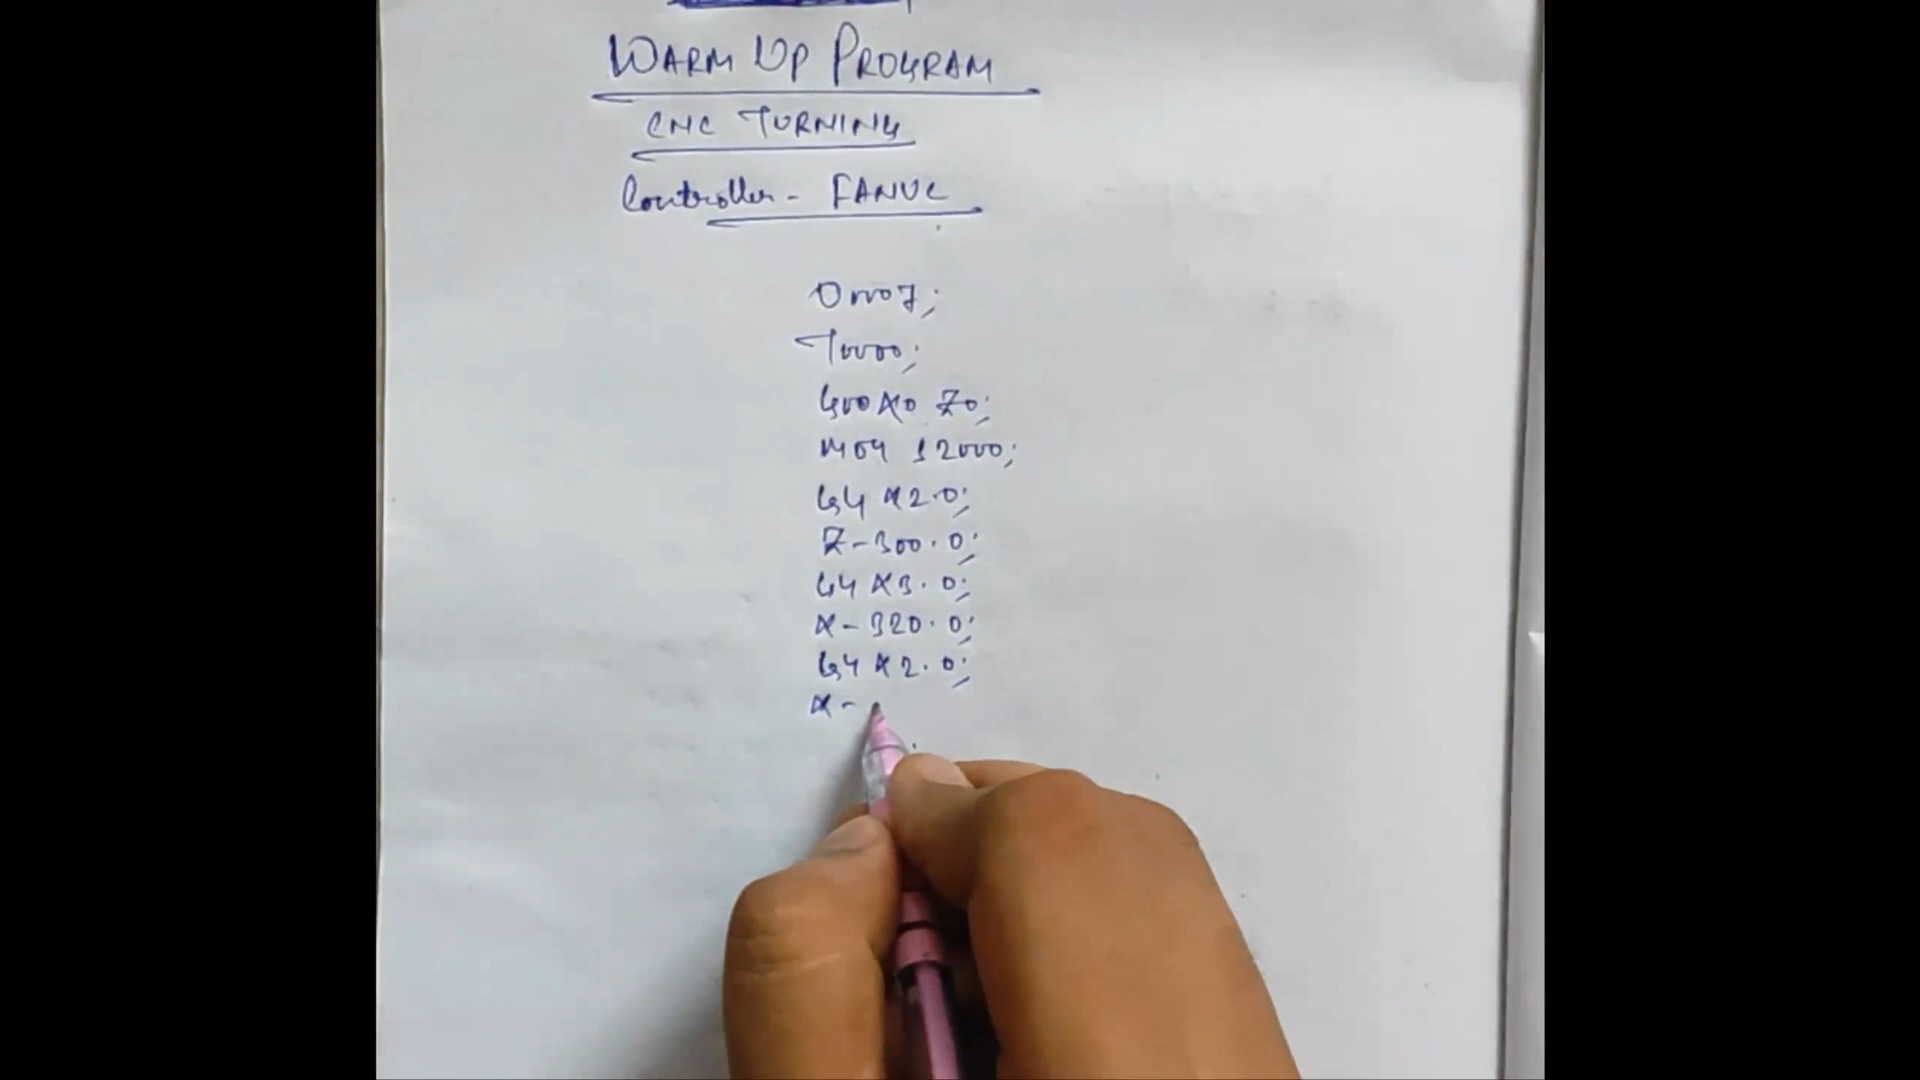 WARM UP PROGRAM
CNC TURNING
Controller - FANUC
O0007;
T0000;
G00 X0 Z0;
M04 S2000;
G4 X2.0;
Z-300.0;
G4 X3.0;
X-320.0;
G4 X2.0;
X-